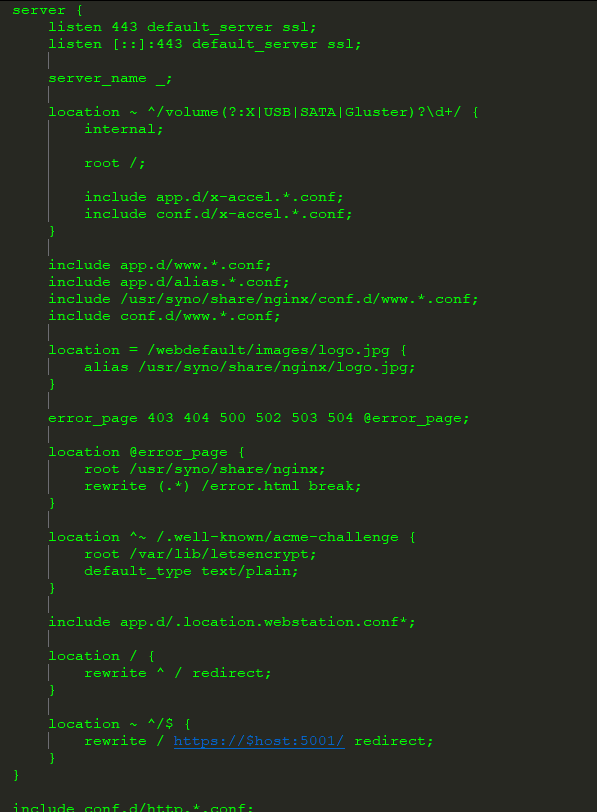 server {
    listen 443 default_server ssl;
    listen [::]:443 default_server ssl;
    server_name _;
    location ~ ^/volume(?:X|USB|SATA|Gluster)?\d+/ {
        internal;
        root /;
        include app.d/x-accel.*.conf;
        include conf.d/x-accel.*.conf;
    }
    include app.d/www.*.conf;
    include app.d/alias.*.conf;
    include /usr/syno/share/nginx/conf.d/www.*.conf;
    include conf.d/www.*.conf;
    location = /webdefault/images/logo.jpg {
        alias /usr/syno/share/nginx/logo.jpg;
    }
    error_page 403 404 500 502 503 504 @error_page;
    location @error_page {
        root /usr/syno/share/nginx;
        rewrite (.*) /error.html break;
    }
    location ^~ /.well-known/acme-challenge {
        root /var/lib/letsencrypt;
        default_type text/plain;
    }
    include app.d/.location.webstation.conf*;
    location / {
        rewrite ^ / redirect;
    }
    location ~ ^/$ {
        rewrite / https://$host:5001/ redirect;
    }
}
include conf.d/http.*.conf;